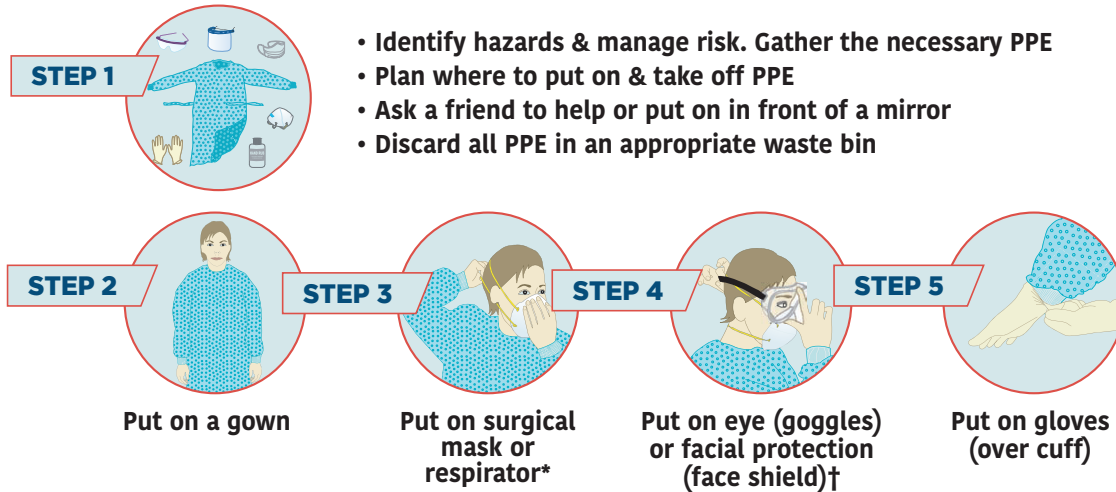 STEP 1
• Identify hazards & manage risk. Gather the necessary PPE
• Plan where to put on & take off PPE
• Ask a friend to help or put on in front of a mirror
• Discard all PPE in an appropriate waste bin
STEP 2
STEP 3
STEP 4
STEP 5
Put on a gown
Put on surgical
mask or
respirator*
Put on eye (goggles)
or facial protection
(face shield)†
Put on gloves
(over cuff)